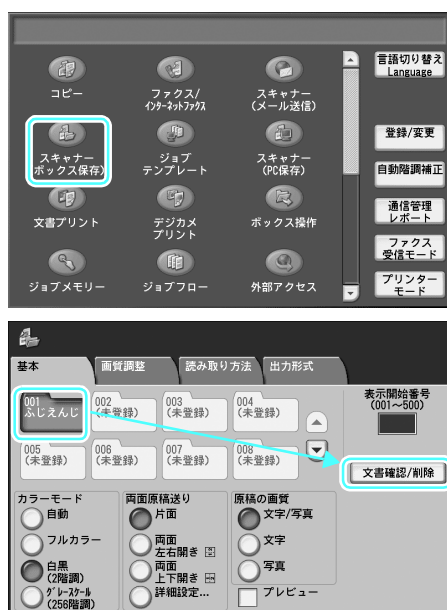 コピー
ファクス/
インターネットファクス
スキャナー
(メール送信)
言語切り替え
Language
スキャナー
(ボックス保存)
ジョブ
テンプレート
スキャナー
(PC保存)
登録/変更
自動階調補正
文書プリント
デジカメ
プリント
ボックス操作
通信管理
レポート
ファクス
受信モード
ジョブメモリー
ジョブフロー
外部アクセス
プリンター
モード
基本
画質調整
読み取り方法
出力形式
001
ふじえんじ
002
(未登録)
003
(未登録)
004
(未登録)
表示開始番号
(001~500)
005
(未登録)
006
(未登録)
007
(未登録)
008
(未登録)
文書確認/削除
カラーモード
自動
フルカラー
白黒
(2階調)
グレースケール
(256階調)
両面原稿送り
片面
両面
左右開き
両面
上下開き
詳細設定...
原稿の画質
文字/写真
文字
写真
プレビュー